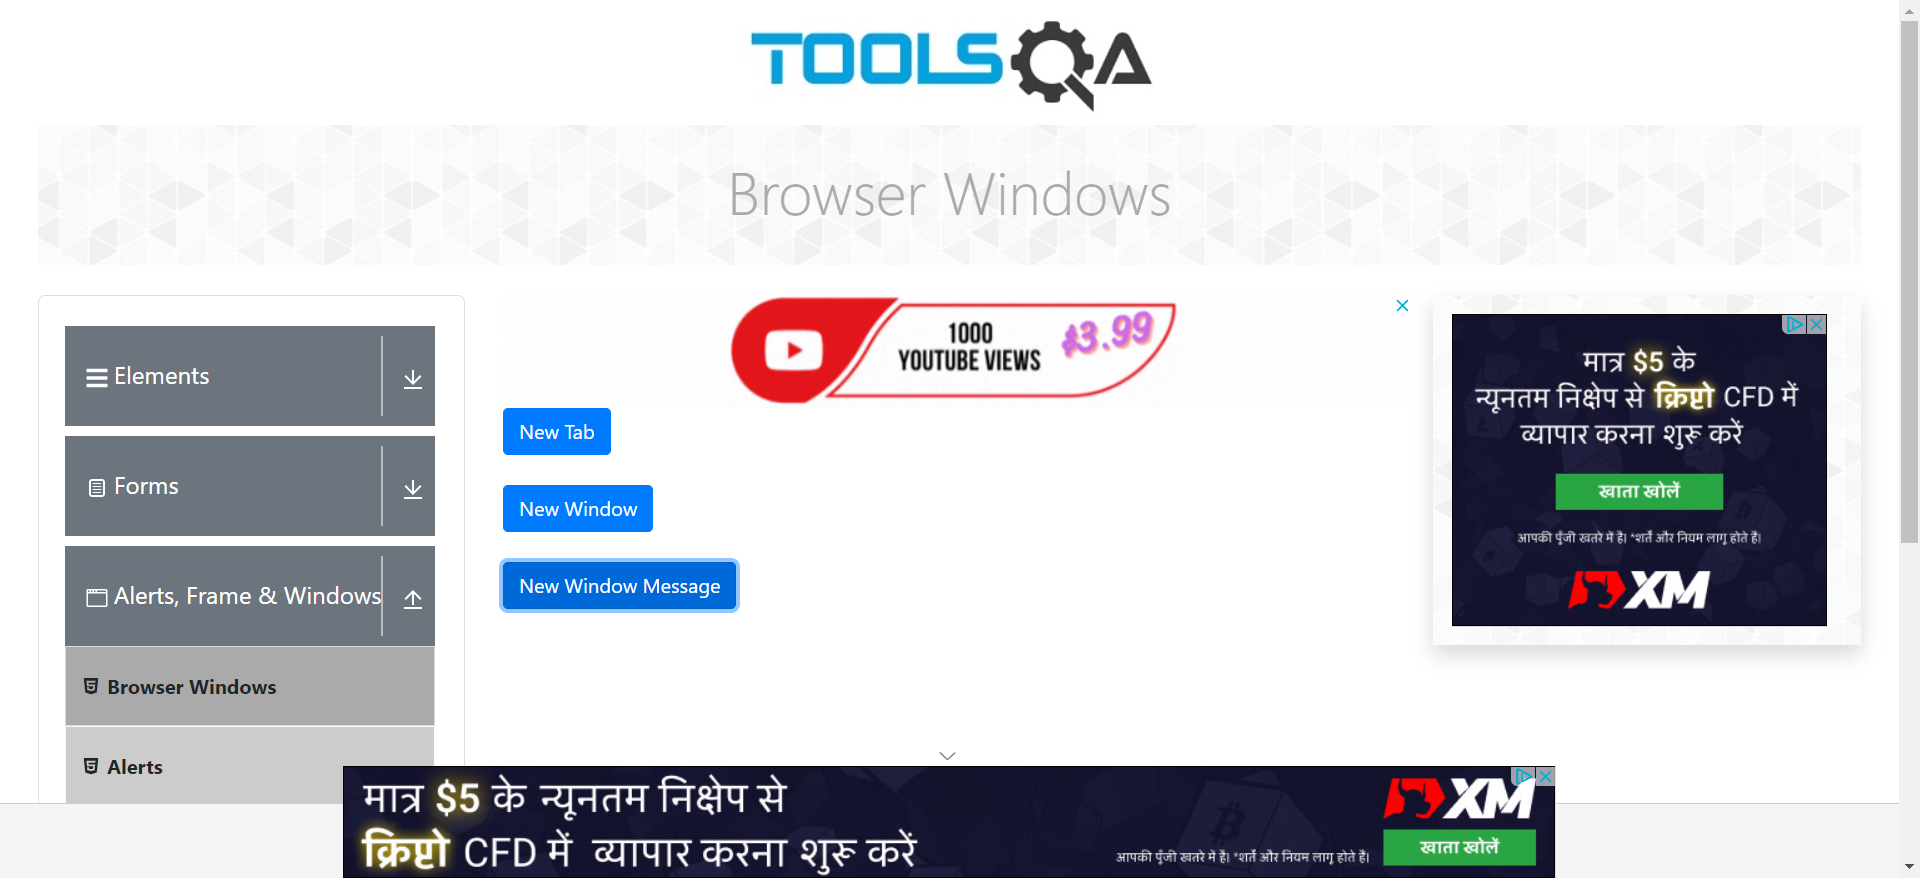 TOOLSQA
Browser Windows
Elements
Forms
Alerts, Frame & Windows
Browser Windows
Alerts
1000
YOUTUBE VIEWS
$3.99
New Tab
New Window
New Window Message
मात्र $5 के
न्यूनतम निक्षेप से क्रिप्टो CFD में
व्यापार करना शुरू करें
खाता खोलें
आपकी पूँजी खतरे में है। *शर्तें और नियम लागू होते हैं।
XM
मात्र $5 के न्यूनतम निक्षेप से
क्रिप्टो CFD में व्यापार करना शुरू करें
आपकी पूँजी खतरे में है। *शर्तें और नियम लागू होते हैं।
XM
खाता खोलें